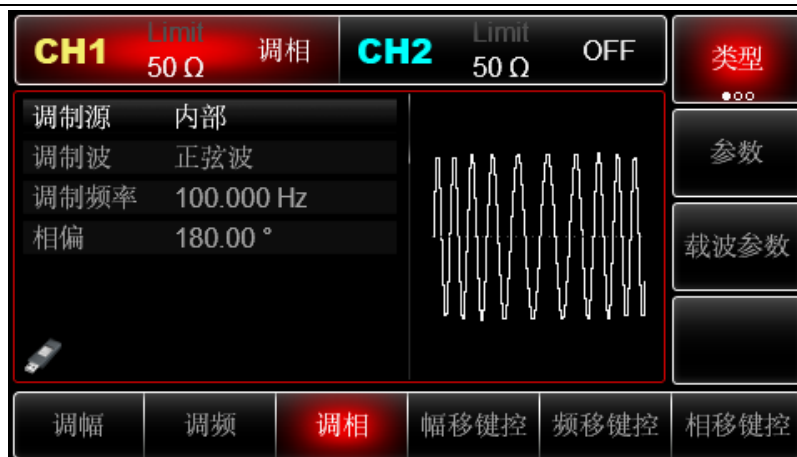 CH1 Limit 50 Ω 调相 CH2 Limit 50 Ω OFF
类型
调制源 内部
调制波 正弦波
调制频率 100.000 Hz
相偏 180.00 °
参数
载波参数
调幅 调频 调相 幅移键控 频移键控 相移键控